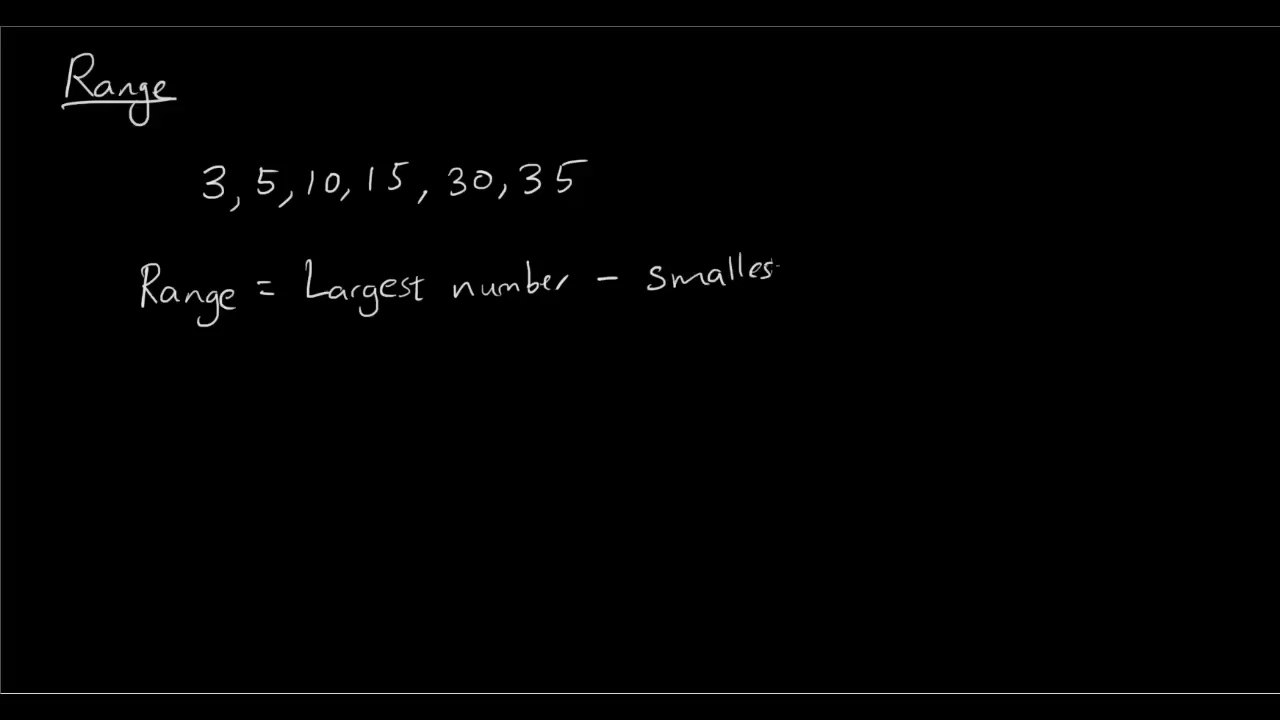 Range
3, 5, 10, 15, 30, 35
Range = Largest number - smalles